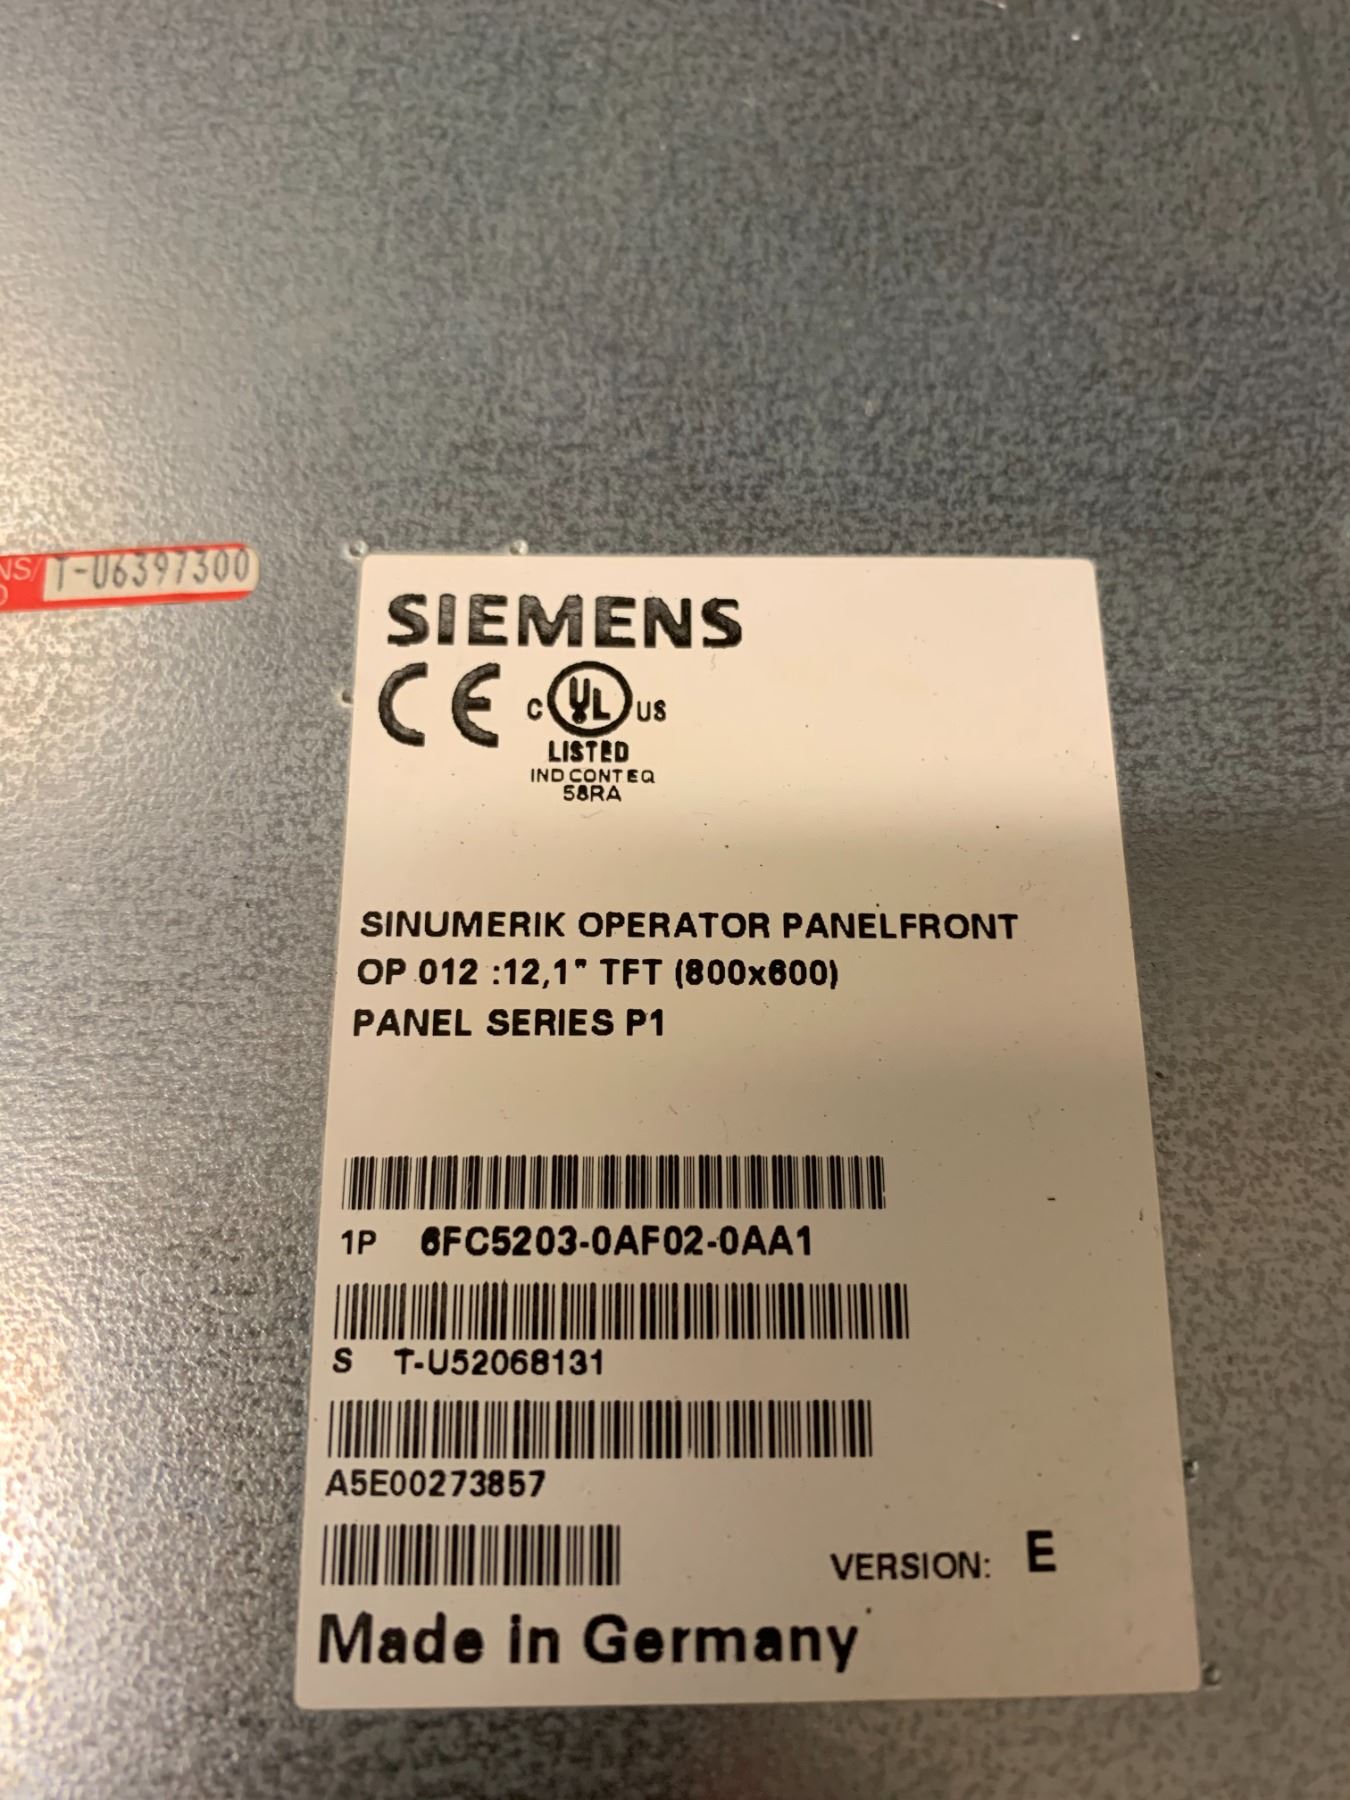 T-U6397300
SIEMENS
CE C UL US
LISTED
IND CONT EQ
58RA
SINUMERIK OPERATOR PANELFRONT
OP 012 :12,1" TFT (800x600)
PANEL SERIES P1
1P 6FC5203-0AF02-0AA1
S T-U52068131
A5E00273857
VERSION: E
Made in Germany